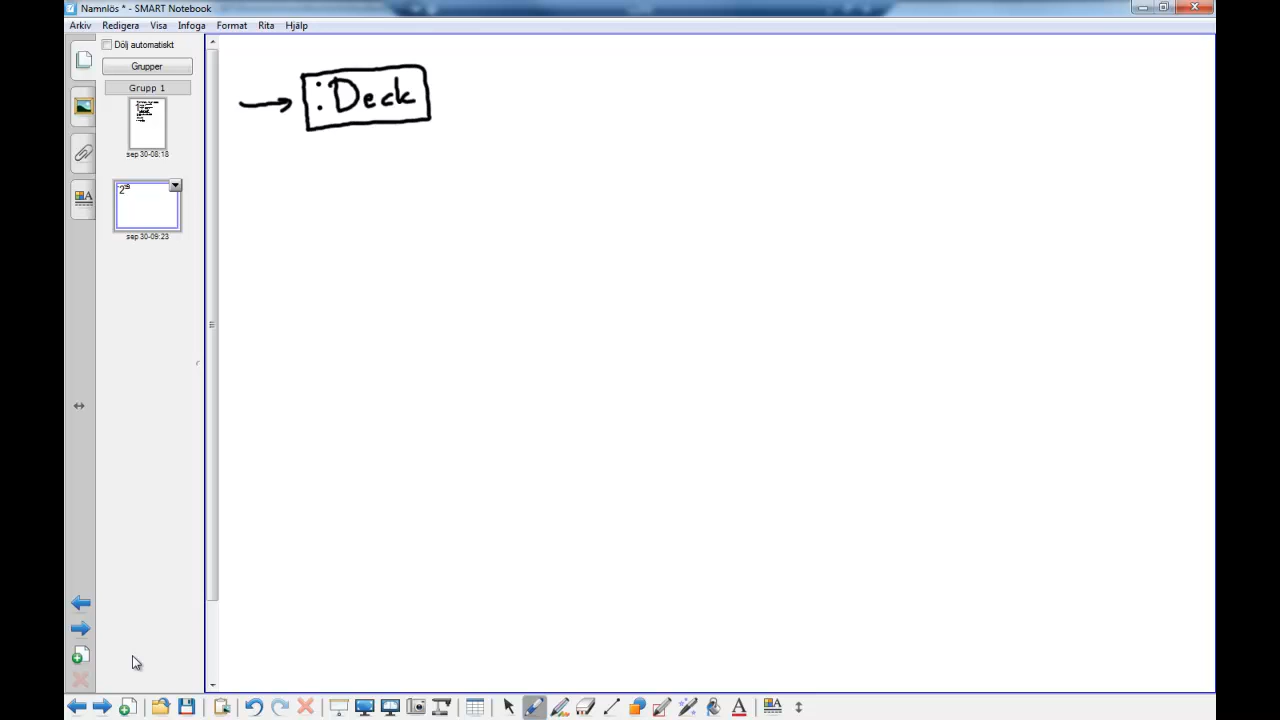 Namnlös * - SMART Notebook
Arkiv Redigera Visa Infoga Format Rita Hjälp
Dölj automatiskt
Grupper
Grupp 1
sep 30-08:18
sep 30-09:23
:Deck